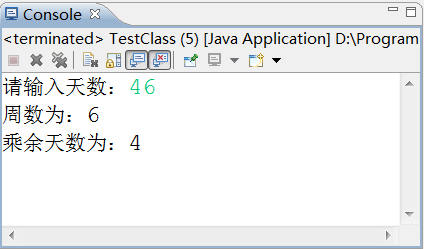 Console
<terminated> TestClass (5) [Java Application] D:\Program
请输入天数：46
周数为：6
乘余天数为：4